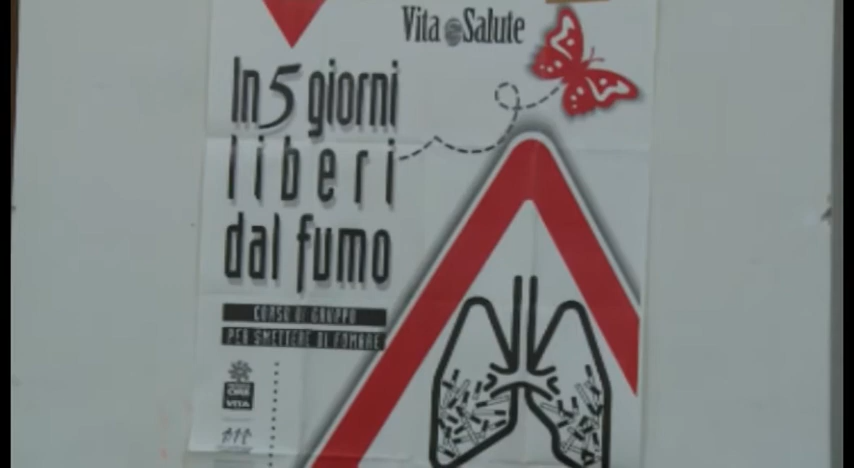 Vita e Salute
In 5 giorni
liberi
dal fumo
CORSO DI GRUPPO
PER SMETTERE DI FUMARE
VITA